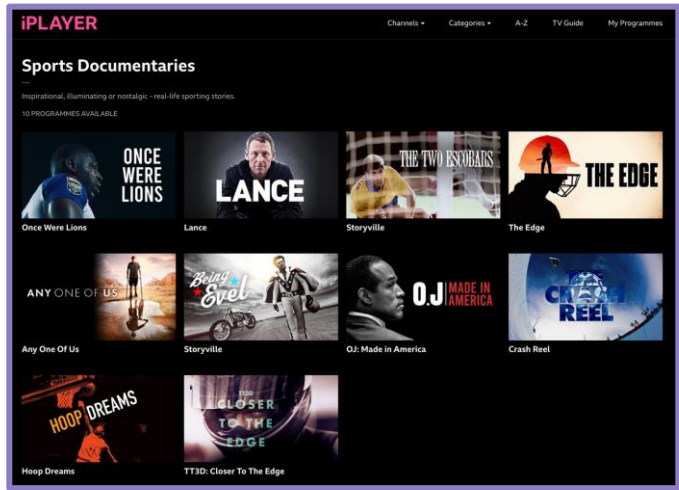 iPLAYER
Channels Categories A-Z TV Guide My Programmes
Sports Documentaries
Inspirational, illuminating or nostalgic - real-life sporting stories.
10 PROGRAMMES AVAILABLE
ONCE
WERE
LIONS
Once Were Lions
LANCE
Lance
THE TWO ESCOBARS
Storyville
THE EDGE
The Edge
ANY ONE OF US
Any One Of Us
Being
Evel
Storyville
O.J MADE IN
AMERICA
OJ: Made in America
CRASH
REEL
Crash Reel
HOOP DREAMS
Hoop Dreams
TT3D
CLOSER
TO THE
EDGE
TT3D: Closer To The Edge